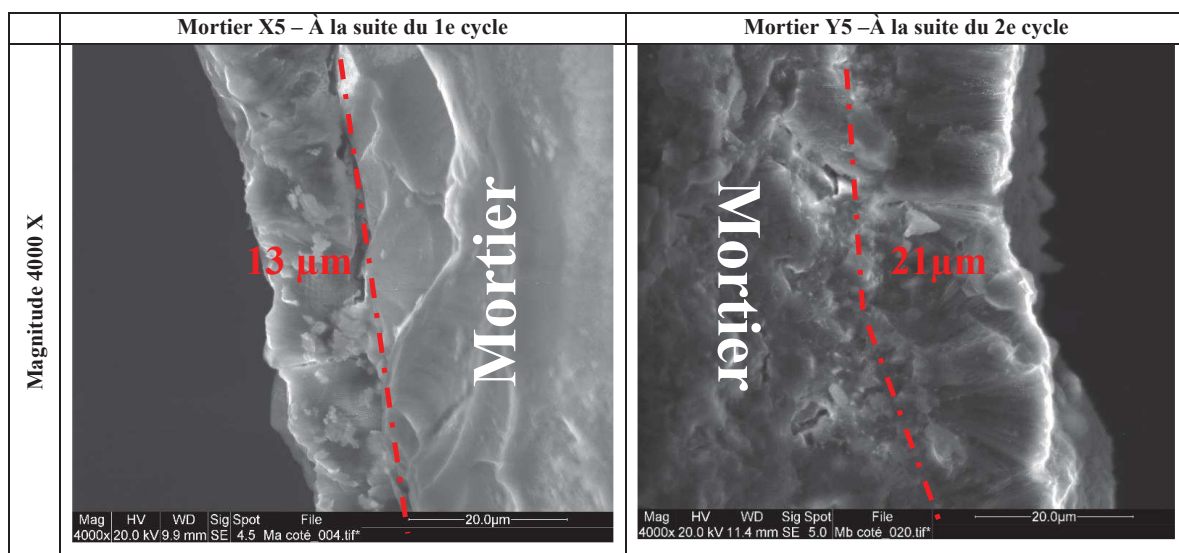 Mortier X5 – À la suite du 1e cycle
Mortier Y5 –À la suite du 2e cycle
Magnitude 4000 X
13 µm
Mortier
Mortier
21µm
Mag HV WD Sig Spot File 20.0µm
4000x 20.0 kV 9.9 mm SE 4.5 Ma coté_004.tif*
Mag HV WD Sig Spot File 20.0µm
4000x 20.0 kV 11.4 mm SE 5.0 Mb coté_020.tif*